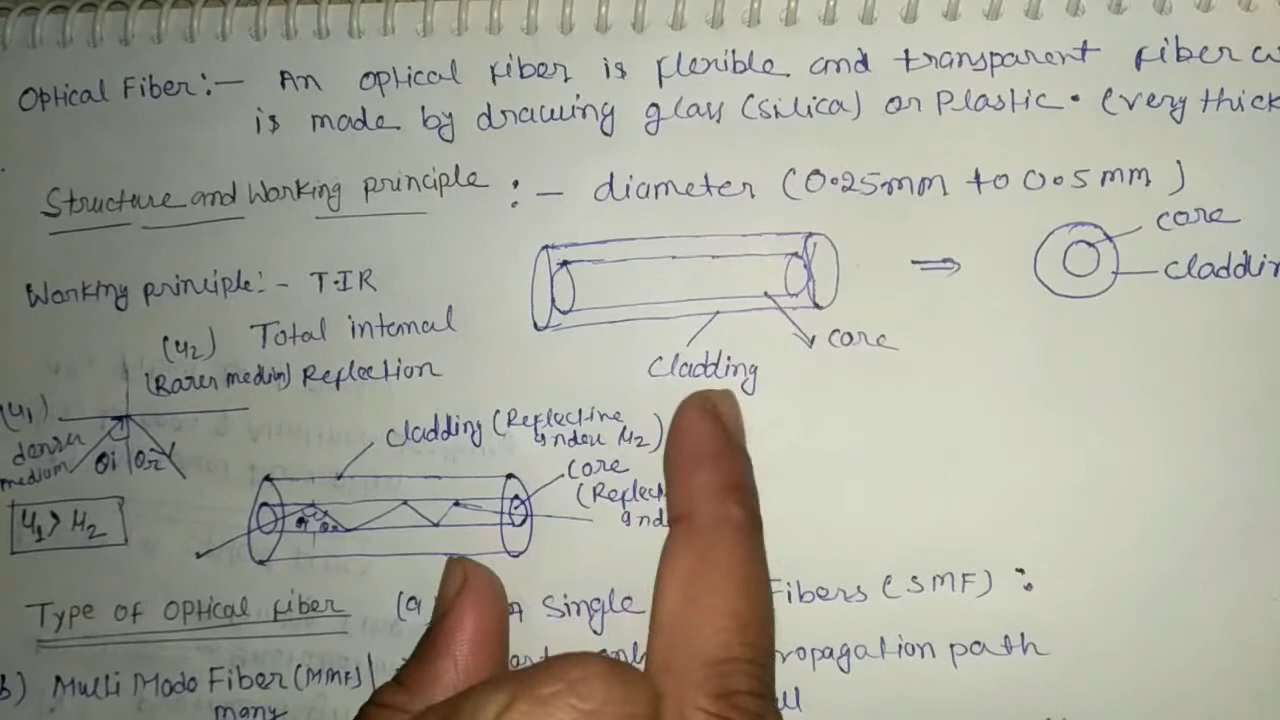 Optical Fiber:- An optical fiber is flexible and transparent fiber
is made by drawing glass (silica) or Plastic. (very thick
Structure and Working principle :- diameter (0.25mm to 0.5mm)
core
cladding
core
Cladding
Working principle:- T.I.R
(μ2) Total internal
(Rarer medium) Reflection
(μ1)
denser
medium
θi θr
μ1 > μ2
cladding (Reflective
index μ2)
core
(Reflect
ind
θi θr
Type of optical fiber (a) Single Fibers (SMF) :
only propagation path
b) Multi Mode Fiber (MMF)
many